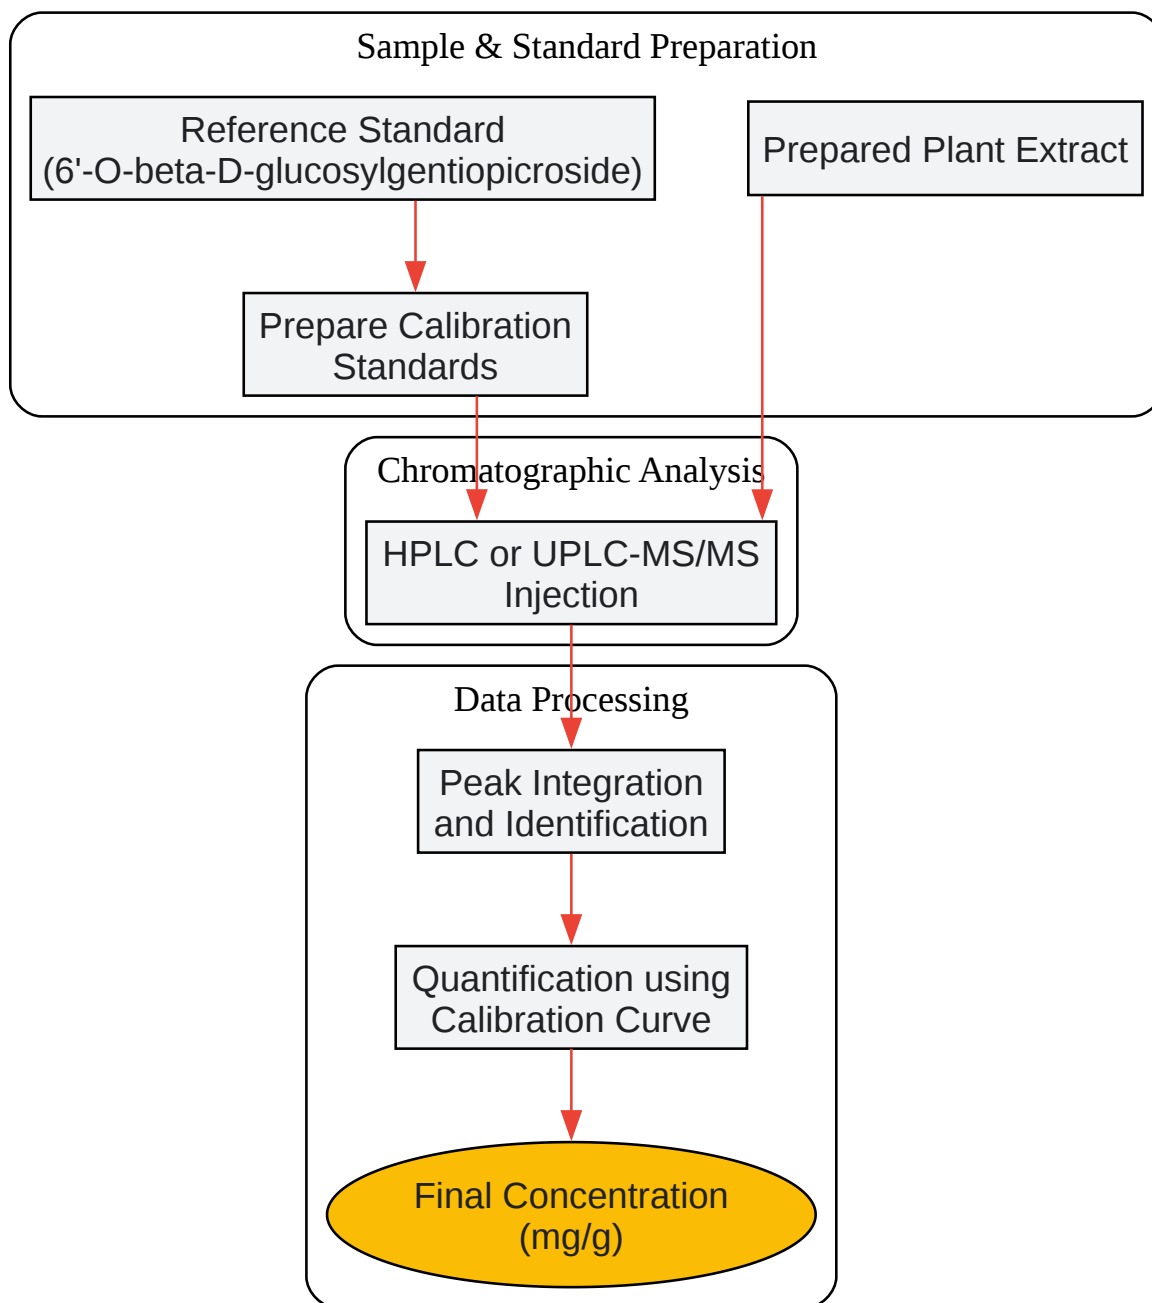 Sample & Standard Preparation
Reference Standard
(6'-O-beta-D-glucosylgentiopicroside)
Prepared Plant Extract
Prepare Calibration
Standards
Chromatographic Analysis
HPLC or UPLC-MS/MS
Injection
Data Processing
Peak Integration
and Identification
Quantification using
Calibration Curve
Final Concentration
(mg/g)